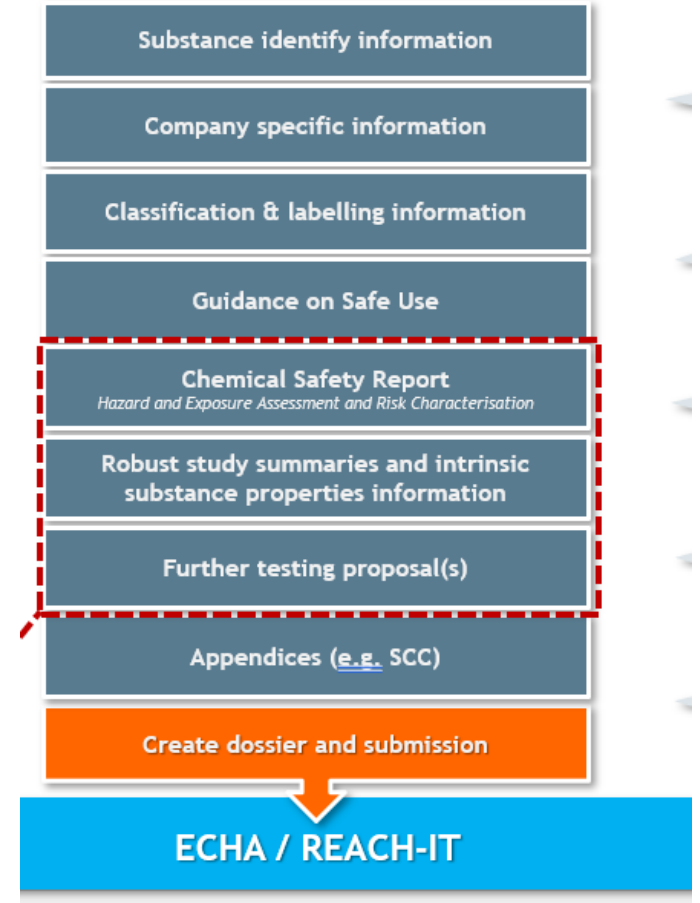 Substance identify information
Company specific information
Classification & labelling information
Guidance on Safe Use
Chemical Safety Report
Hazard and Exposure Assessment and Risk Characterisation
Robust study summaries and intrinsic
substance properties information
Further testing proposal(s)
Appendices (e.g. SCC)
Create dossier and submission
ECHA / REACH-IT